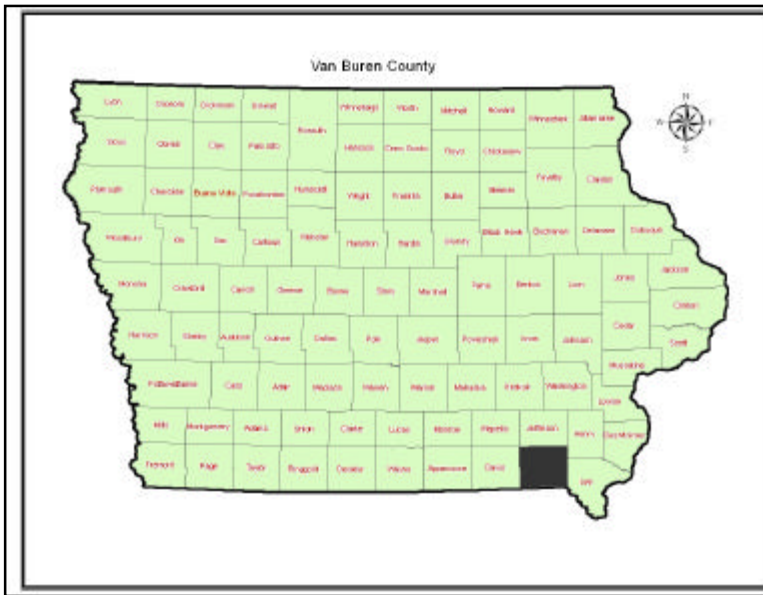 Van Buren County
N
W E
S
Lyon Osceola Dickinson Emmet Winnebago Worth Mitchell Howard Winneshiek Allamakee
Kossuth
Sioux Obrien Clay Palo Alto Hancock Cerro Gordo Floyd Chickasaw
Plymouth Cherokee Buena Vista Pocahontas Humboldt Wright Franklin Butler Bremer Fayette Clayton
Woodbury Ida Sac Calhoun Webster Hamilton Hardin Grundy Black Hawk Buchanan Delaware Dubuque
Monona Crawford Carroll Greene Boone Story Marshall Tama Benton Linn Jones Jackson
Clinton
Harrison Shelby Audubon Guthrie Dallas Polk Jasper Poweshiek Iowa Johnson Cedar Scott
Muscatine
Pottawattamie Cass Adair Madison Warren Marion Mahaska Keokuk Washington Louisa
Mills Montgomery Adams Union Clarke Lucas Monroe Wapello Jefferson Henry Des Moines
Fremont Page Taylor Ringgold Decatur Wayne Appanoose Davis Lee